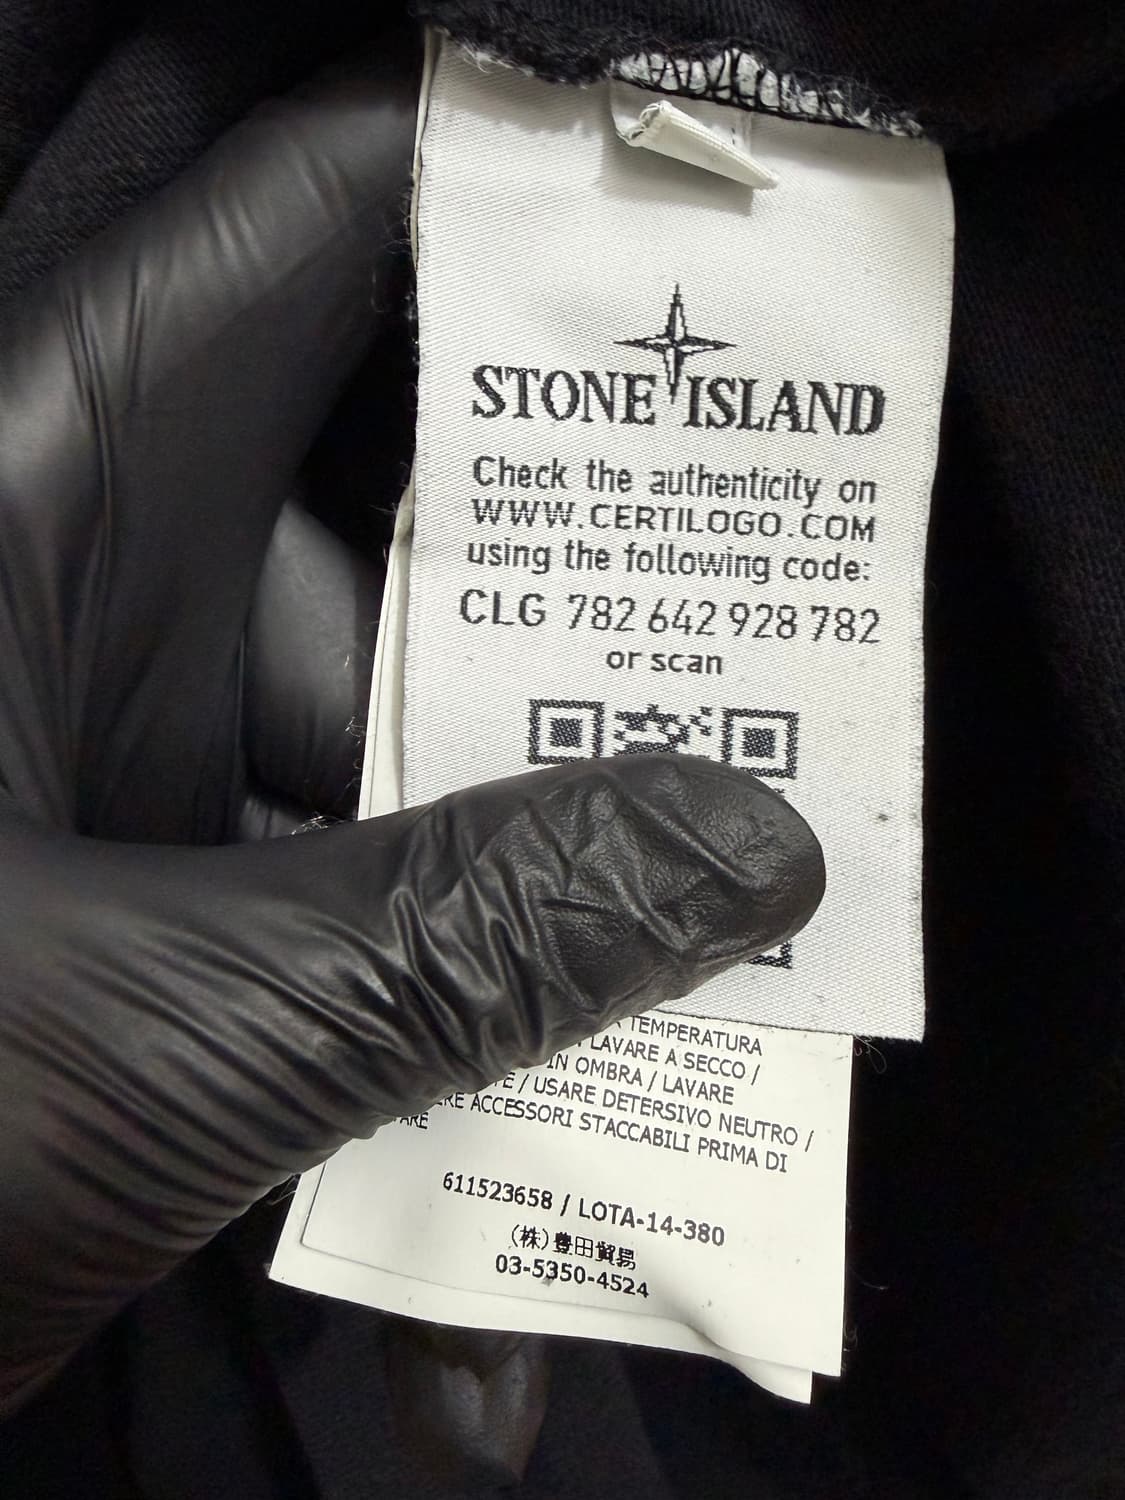 STONE ISLAND
Check the authenticity on
WWW.CERTILOGO.COM
using the following code:
CLG 782 642 928 782
or scan
TEMPERATURA
LAVARE A SECCO /
IN OMBRA / LAVARE
/ USARE DETERSIVO NEUTRO /
ACCESSORI STACCABILI PRIMA DI
611523658 / LOTA-14-380
(株)豊田貿易
03-5350-4524